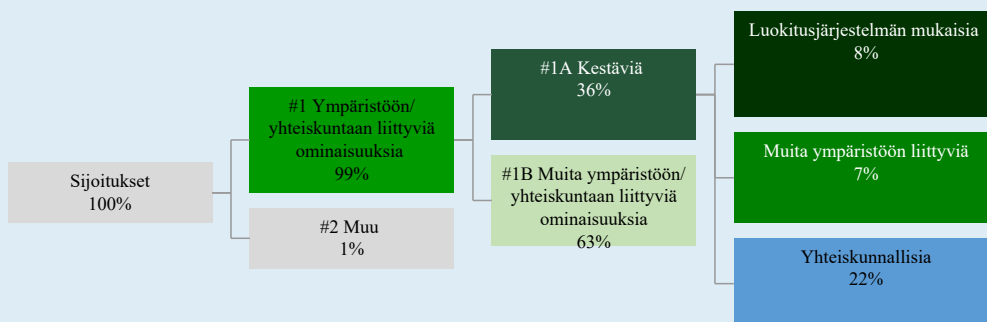 Sijoitukset
100%
#1 Ympäristöön/
yhteiskuntaan liittyviä
ominaisuuksia
99%
#2 Muu
1%
#1A Kestäviä
36%
#1B Muita ympäristöön/
yhteiskuntaan liittyviä
ominaisuuksia
63%
Luokitusjärjestelmän mukaisia
8%
Muita ympäristöön liittyviä
7%
Yhteiskunnallisia
22%